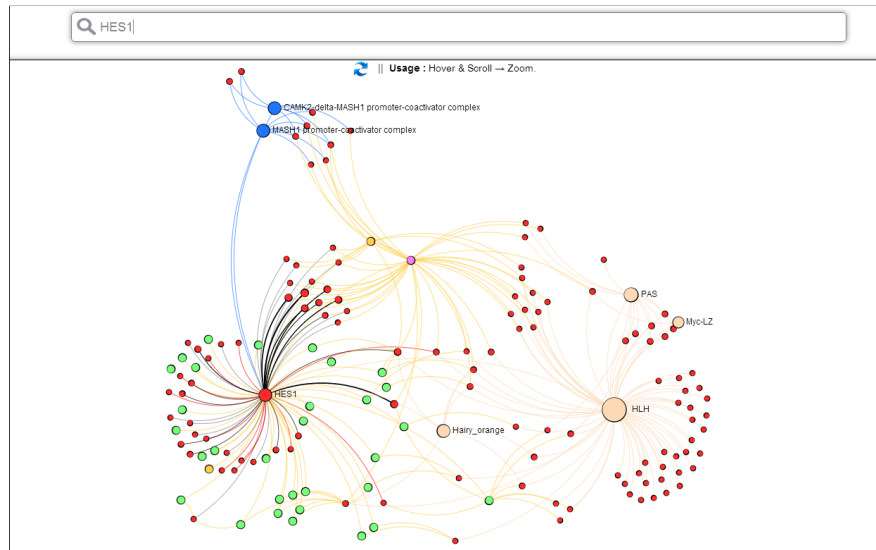 HES1
|| Usage : Hover & Scroll → Zoom.
CAMK2-delta-MASH1 promoter-coactivator complex
MASH1 promoter-coactivator complex
PAS
Myc-LZ
HES1
HLH
Hairy_orange